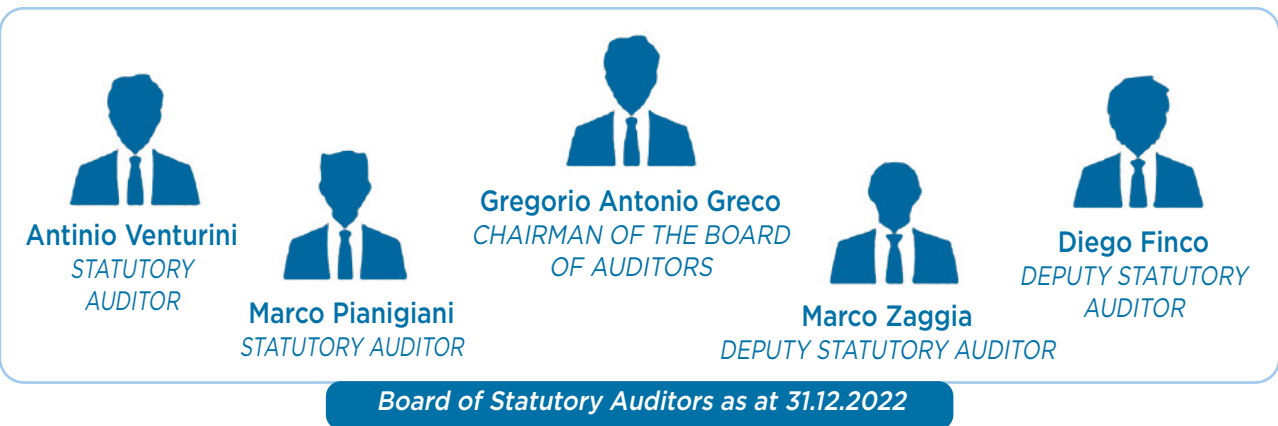 Antinio Venturini
STATUTORY
AUDITOR
Marco Pianigiani
STATUTORY AUDITOR
Gregorio Antonio Greco
CHAIRMAN OF THE BOARD
OF AUDITORS
Marco Zaggia
DEPUTY STATUTORY AUDITOR
Diego Finco
DEPUTY STATUTORY
AUDITOR
Board of Statutory Auditors as at 31.12.2022